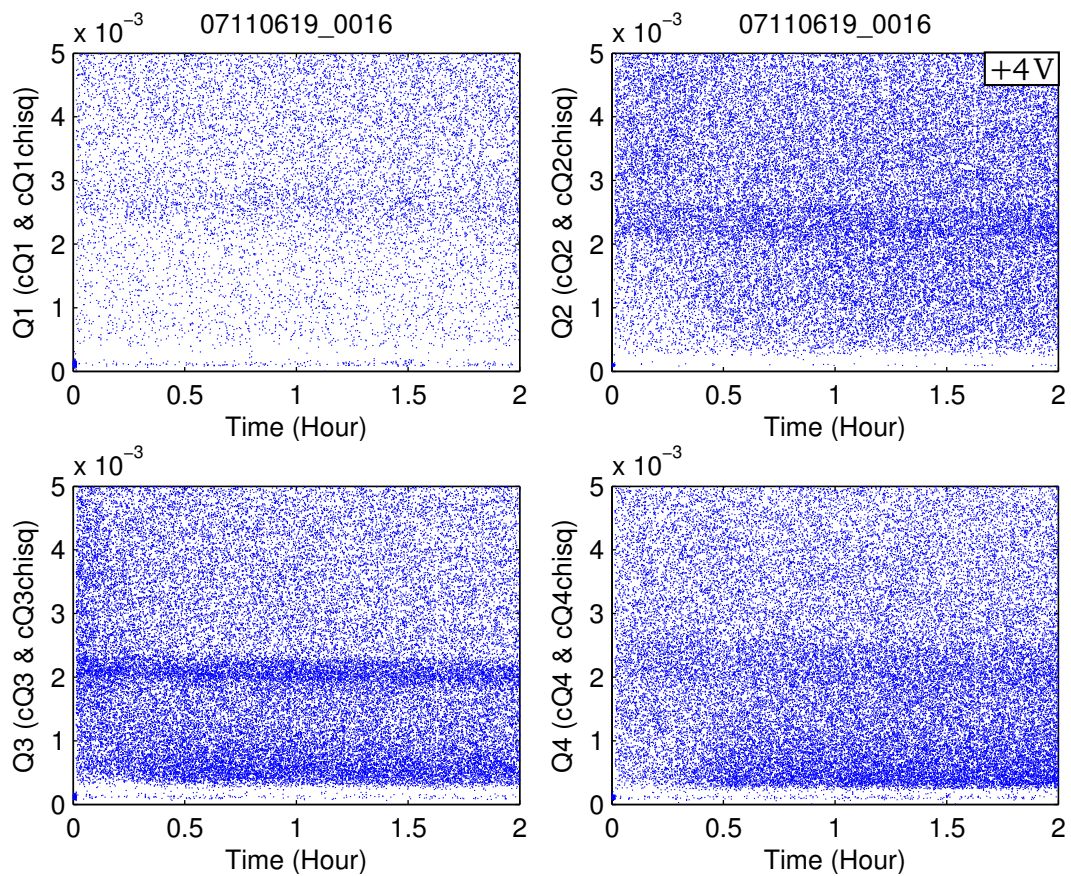 x 10⁻³
07110619_0016
5
4
3
2
1
0
Q1 (cQ1 & cQ1chisq)
0 0.5 1 1.5 2
Time (Hour)
x 10⁻³
07110619_0016
+4 V
5
4
3
2
1
0
Q2 (cQ2 & cQ22chisq)
0 0.5 1 1.5 2
Time (Hour)
x 10⁻³
5
4
3
2
1
0
Q3 (cQ3 & cQ3chisq)
0 0.5 1 1.5 2
Time (Hour)
x 10⁻³
5
4
3
2
1
0
Q4 (cQ4 & cQ4chisq)
0 0.5 1 1.5 2
Time (Hour)